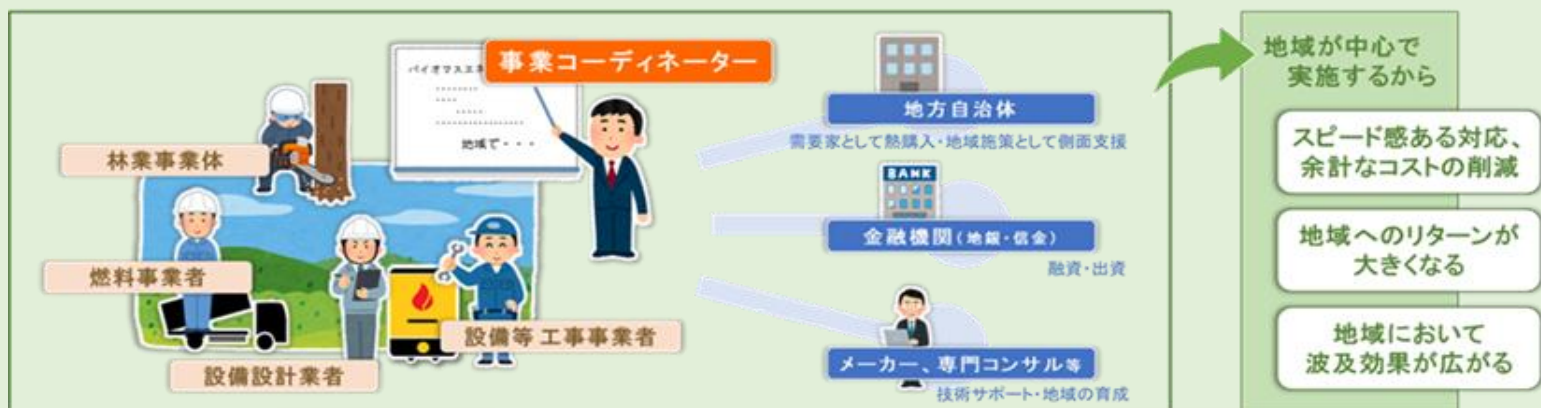 バイオマスエネ
地域で・・・
事業コーディネーター
林業事業体
燃料事業者
設備設計業者
設備等 工事事業者
地方自治体
需要家として熱購入・地域施策として側面支援
BANK
金融機関(地銀・信金)
融資・出資
メーカー、専門コンサル等
技術サポート・地域の育成
地域が中心で
実施するから
スピード感ある対応、
余計なコストの削減
地域へのリターンが
大きくなる
地域において
波及効果が広がる